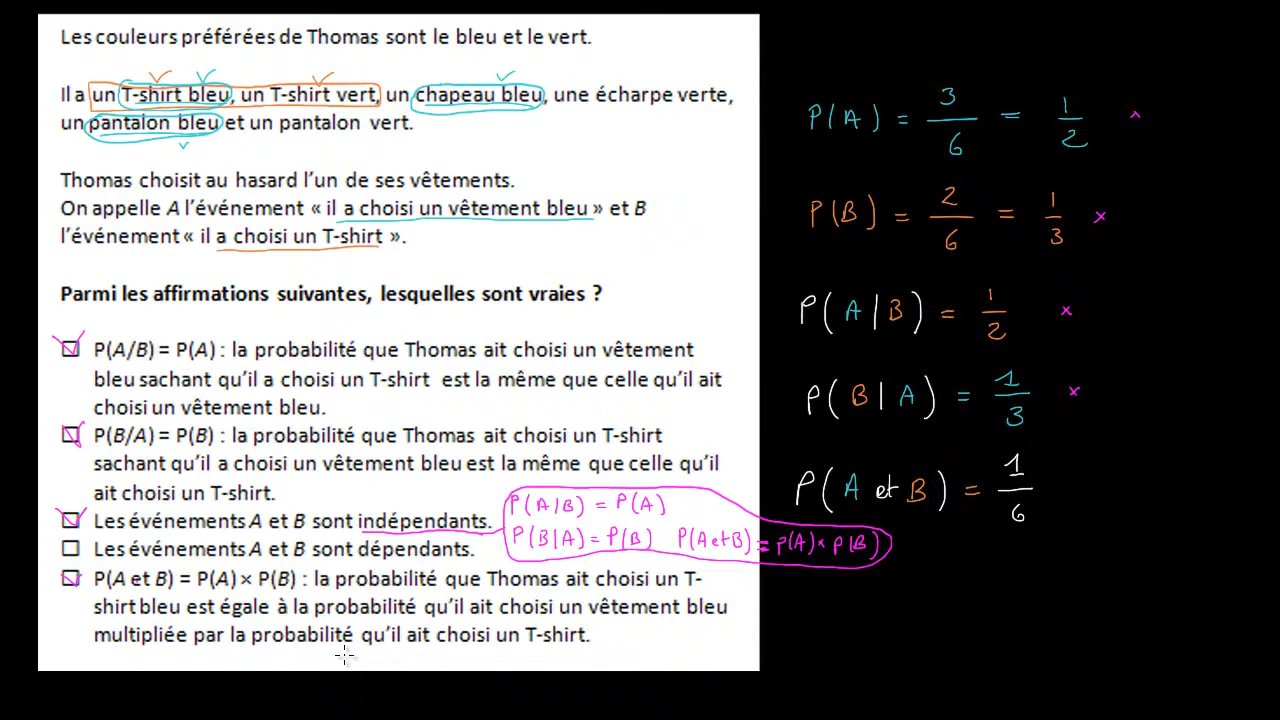 Les couleurs préférées de Thomas sont le bleu et le vert.
Il a un T-shirt bleu, un T-shirt vert, un chapeau bleu, une écharpe verte,
un pantalon bleu et un pantalon vert.
Thomas choisit au hasard l'un de ses vêtements.
On appelle A l'événement « il a choisi un vêtement bleu » et B
l'événement « il a choisi un T-shirt ».
Parmi les affirmations suivantes, lesquelles sont vraies ?
P(A/B) = P(A) : la probabilité que Thomas ait choisi un vêtement
bleu sachant qu'il a choisi un T-shirt est la même que celle qu'il ait
choisi un vêtement bleu.
P(B/A) = P(B) : la probabilité que Thomas ait choisi un T-shirt
sachant qu'il a choisi un vêtement bleu est la même que celle qu'il
ait choisi un T-shirt.
Les événements A et B sont indépendants.
Les événements A et B sont dépendants.
P(A et B) = P(A) × P(B) : la probabilité que Thomas ait choisi un T-
shirt bleu est égale à la probabilité qu'il ait choisi un vêtement bleu
multipliée par la probabilité qu'il ait choisi un T-shirt.
P(A|B) = P(A)
P(B|A) = P(B) P(A et B) = P(A) × P(B)
P(A) = 3/6 = 1/2
P(B) = 2/6 = 1/3 ×
P(A|B) = 1/2 ×
P(B|A) = 1/3 ×
P(A et B) = 1/6